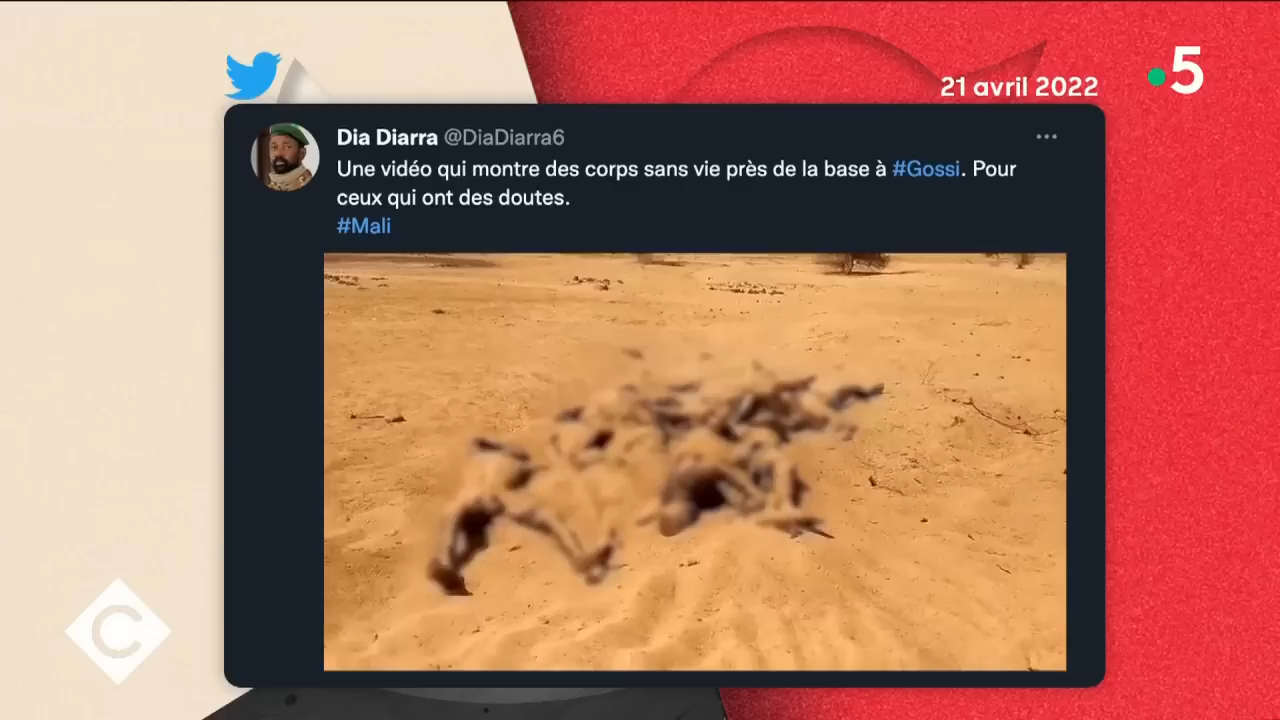 21 avril 2022
5
Dia Diarra @DiaDiarra6
Une vidéo qui montre des corps sans vie près de la base à #Gossi. Pour
ceux qui ont des doutes.
#Mali
C